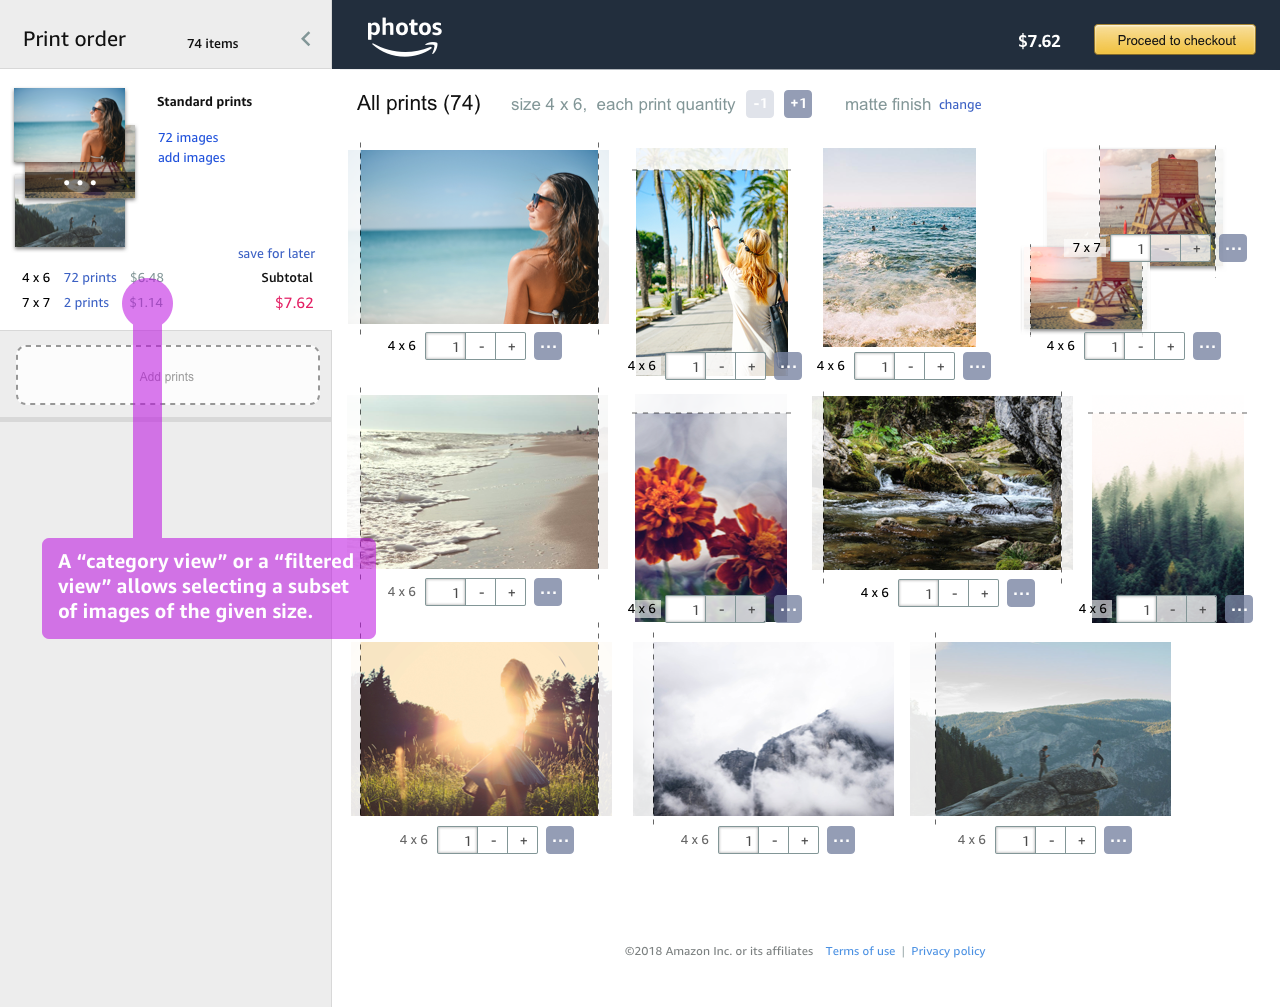 Print order
74 items
photos
$7.62
Proceed to checkout
Standard prints
72 images
add images
save for later
4 x 6 72 prints $6.48 Subtotal
7 x 7 2 prints $1.14 $7.62
Add prints
A “category view” or a “filtered
view” allows selecting a subset
of images of the given size.
All prints (74) size 4 x 6, each print quantity -1 +1 matte finish change
7 x 7 1 - + ...
4 x 6 1 - + ...
4 x 6 1 - + ...
4 x 6 1 - + ...
4 x 6 1 - + ...
4 x 6 1 - + ...
4 x 6 1 - + ...
4 x 6 1 - + ...
4 x 6 1 - + ...
4 x 6 1 - + ...
4 x 6 1 - + ...
4 x 6 1 - + ...
©2018 Amazon Inc. or its affiliates Terms of use | Privacy policy